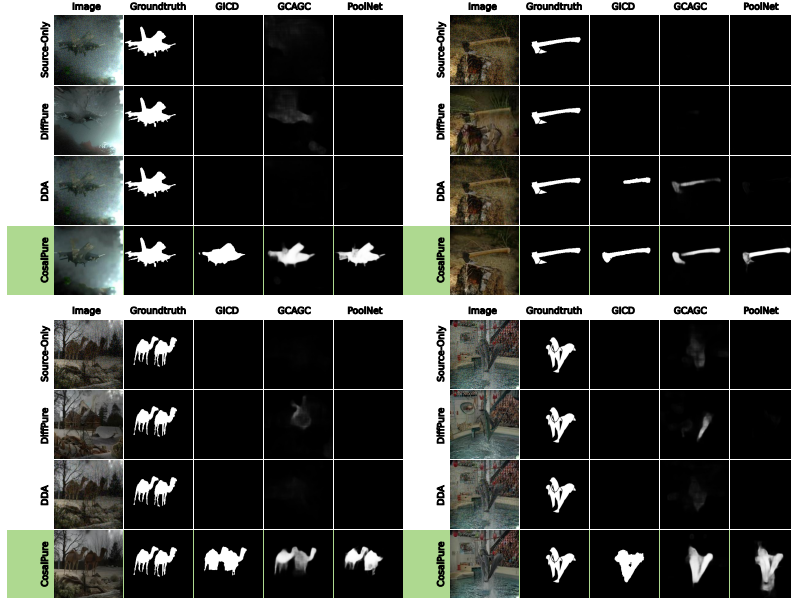 Image Groundtruth GICD GCAGC PoolNet
Source-Only
DiffPure
DDA
CosalPure
Image Groundtruth GICD GCAGC PoolNet
Source-Only
DiffPure
DDA
CosalPure
Image Groundtruth GICD GCAGC PoolNet
Source-Only
DiffPure
DDA
CosalPure
Image Groundtruth GICD GCAGC PoolNet
Source-Only
DiffPure
DDA
CosalPure